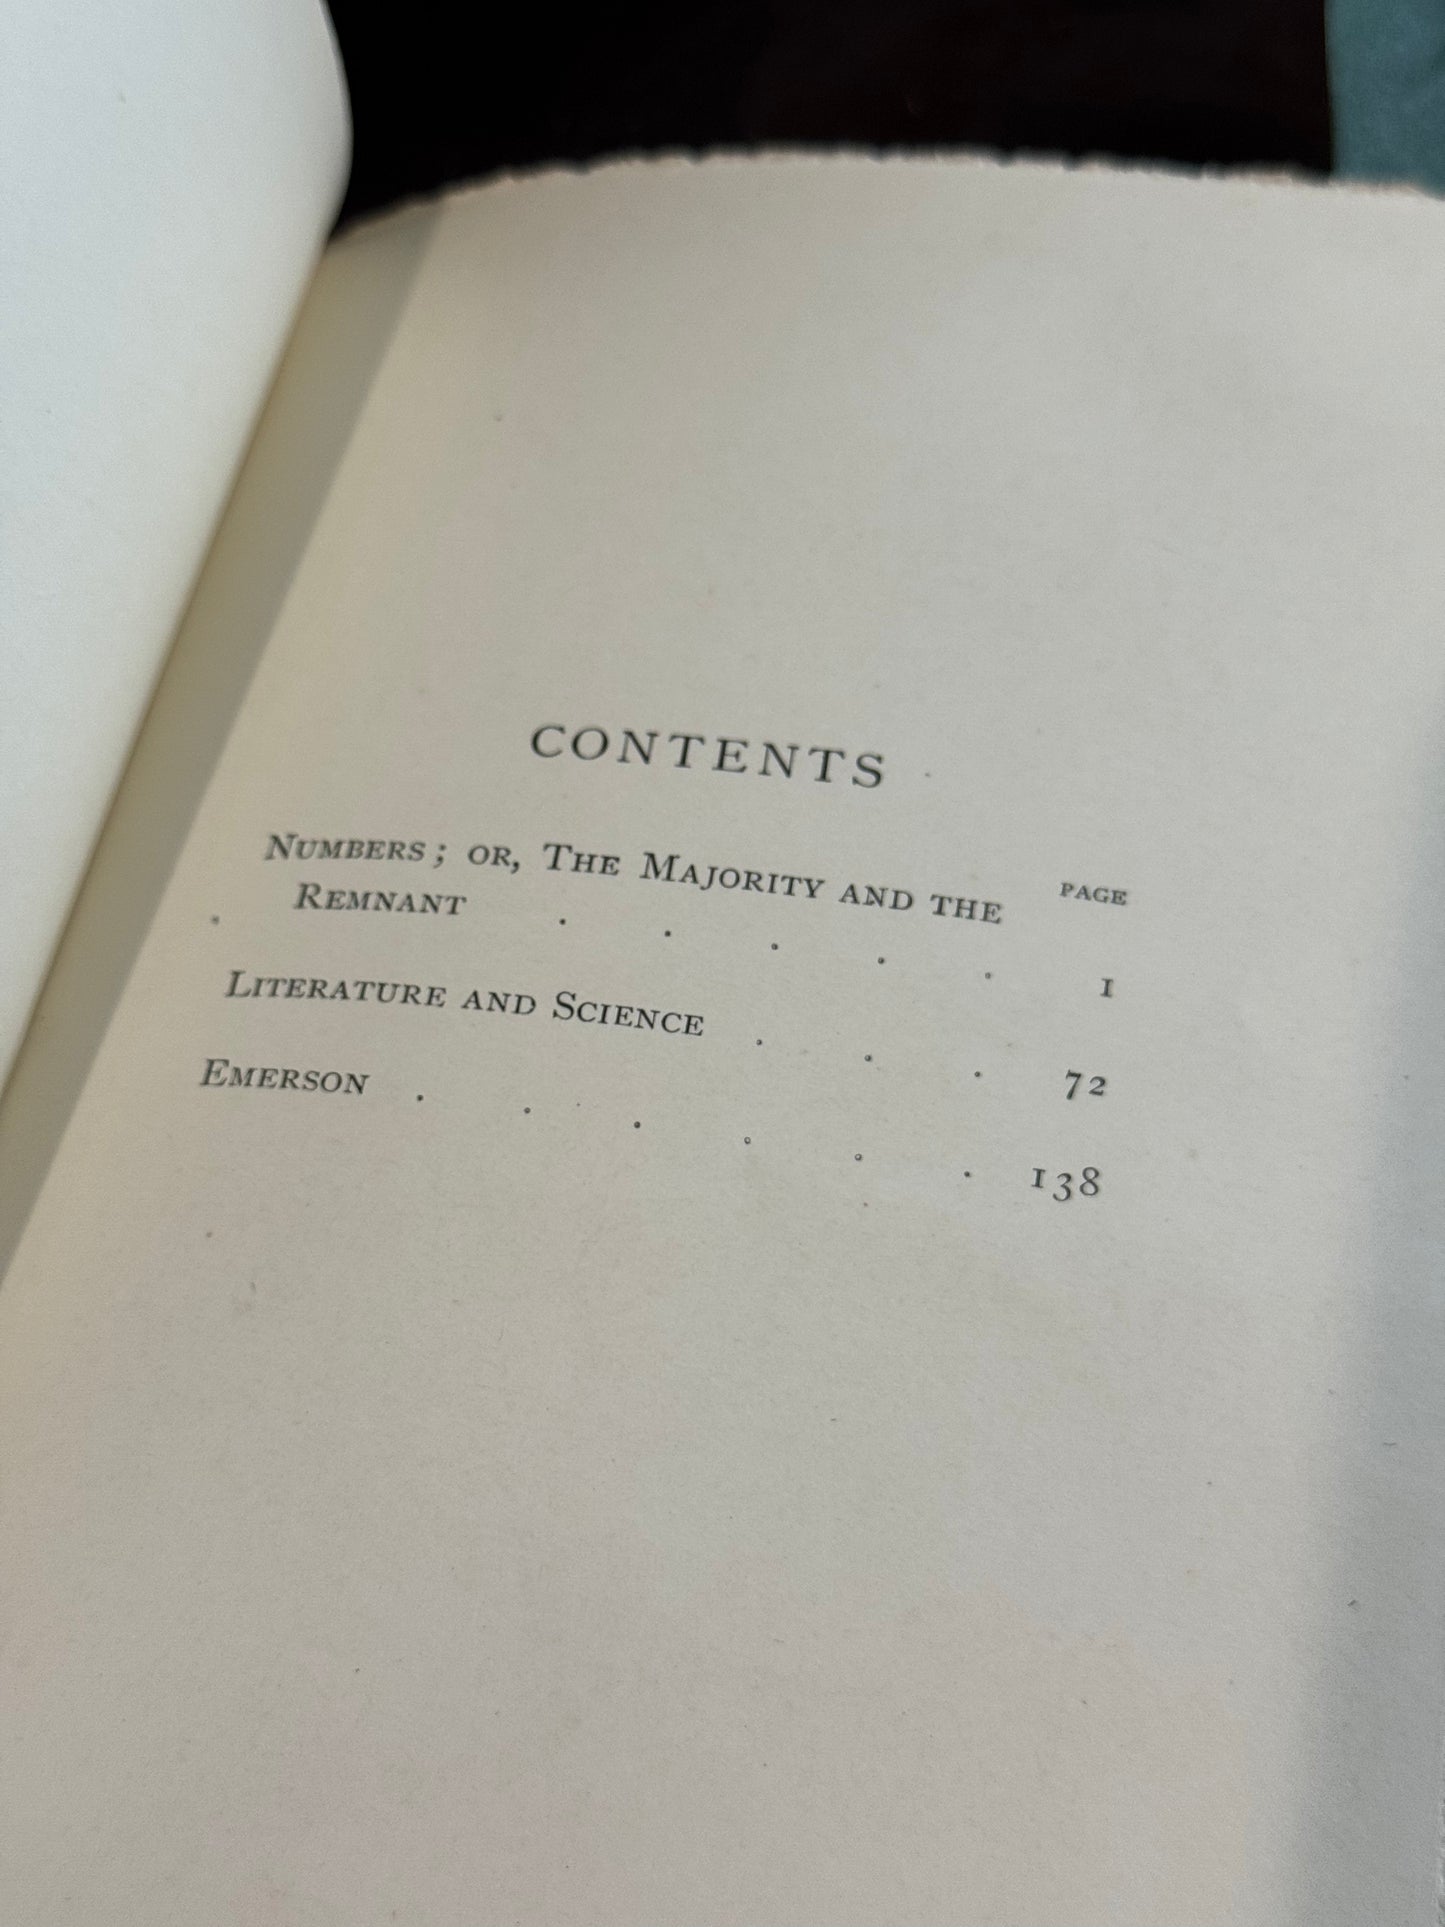 CONTENTS
PAGE
NUMBERS; OR, THE MAJORITY AND THE
REMNANT . . . . . 1
LITERATURE AND SCIENCE . . . 72
EMERSON . . . . . . 138